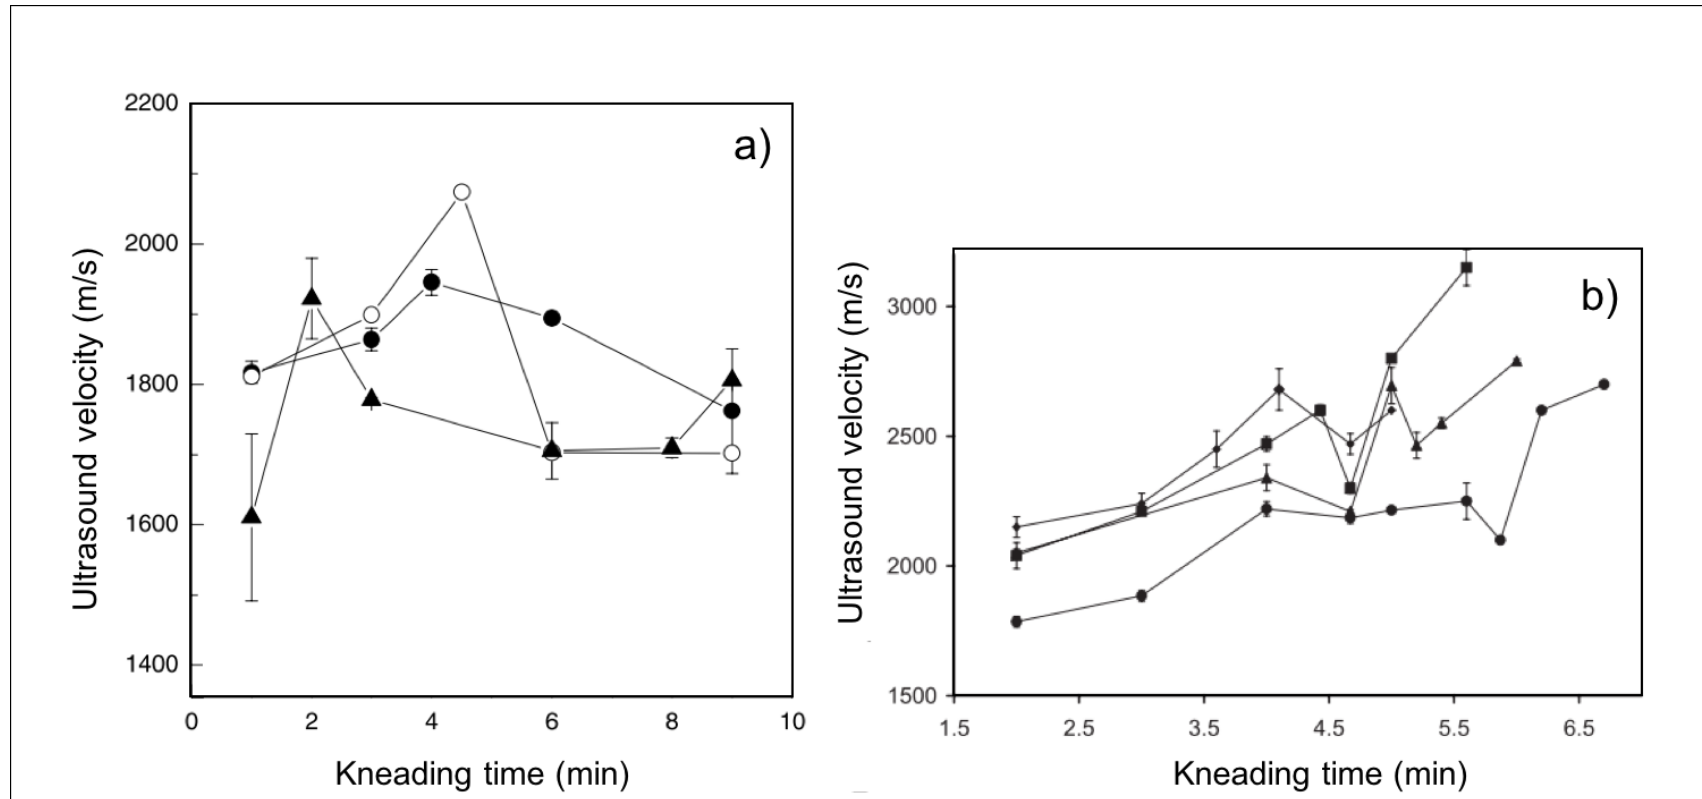 a)
2200
2000
1800
1600
1400
Ultrasound velocity (m/s)
0 2 4 6 8 10
Kneading time (min)
b)
3000
2500
2000
1500
Ultrasound velocity (m/s)
1.5 2.5 3.5 4.5 5.5 6.5
Kneading time (min)